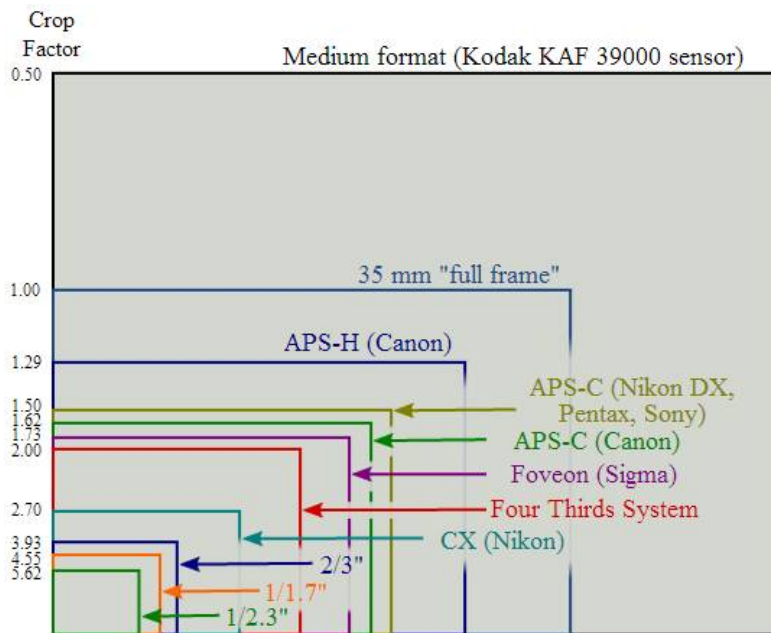 Crop
Factor
Medium format (Kodak KAF 39000 sensor)
0.50
35 mm "full frame"
1.00
APS-H (Canon)
1.29
APS-C (Nikon DX,
Pentax, Sony)
1.50
1.62
APS-C (Canon)
1.73
Foveon (Sigma)
2.00
Four Thirds System
2.70
CX (Nikon)
3.93
2/3"
4.55
1/1.7"
5.62
1/2.3"